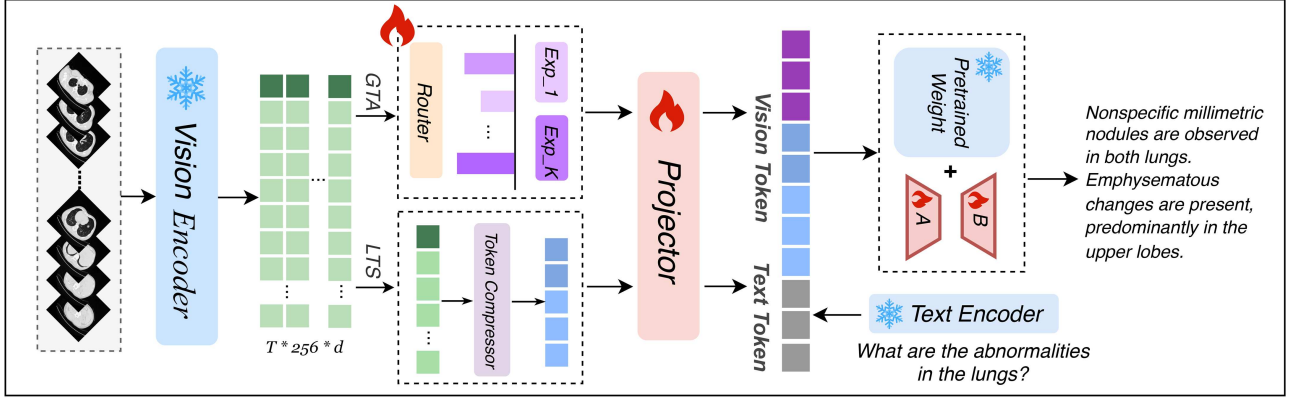 Vision Encoder
T * 256 * d
...
...
...
GTA
LTS
Router
...
Exp_1
Exp_K
...
Token Compressor
Projector
Vision Token
Text Token
Pretrained
Weight
+
A
B
Text Encoder
What are the abnormalities
in the lungs?
Nonspecific millimetric
nodules are observed
in both lungs.
Emphysematous
changes are present,
predominantly in the
upper lobes.